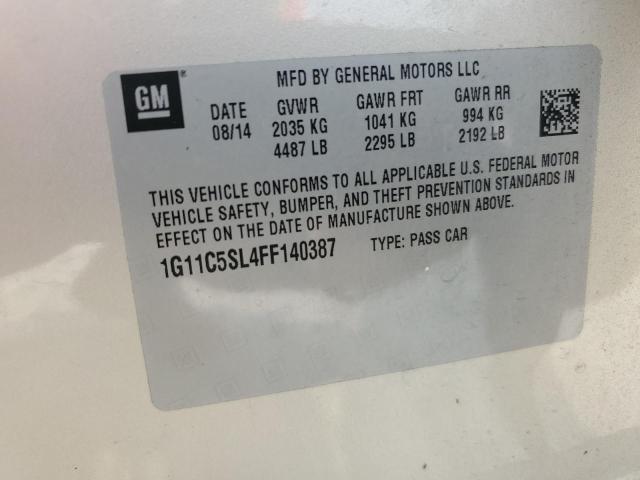 MFD BY GENERAL MOTORS LLC
GM
DATE GVWR GAWR FRT GAWR RR
08/14 2035 KG 1041 KG 994 KG
4487 LB 2295 LB 2192 LB
THIS VEHICLE CONFORMS TO ALL APPLICABLE U.S. FEDERAL MOTOR
VEHICLE SAFETY, BUMPER, AND THEFT PREVENTION STANDARDS IN
EFFECT ON THE DATE OF MANUFACTURE SHOWN ABOVE.
1G11C5SL4FF140387 TYPE: PASS CAR